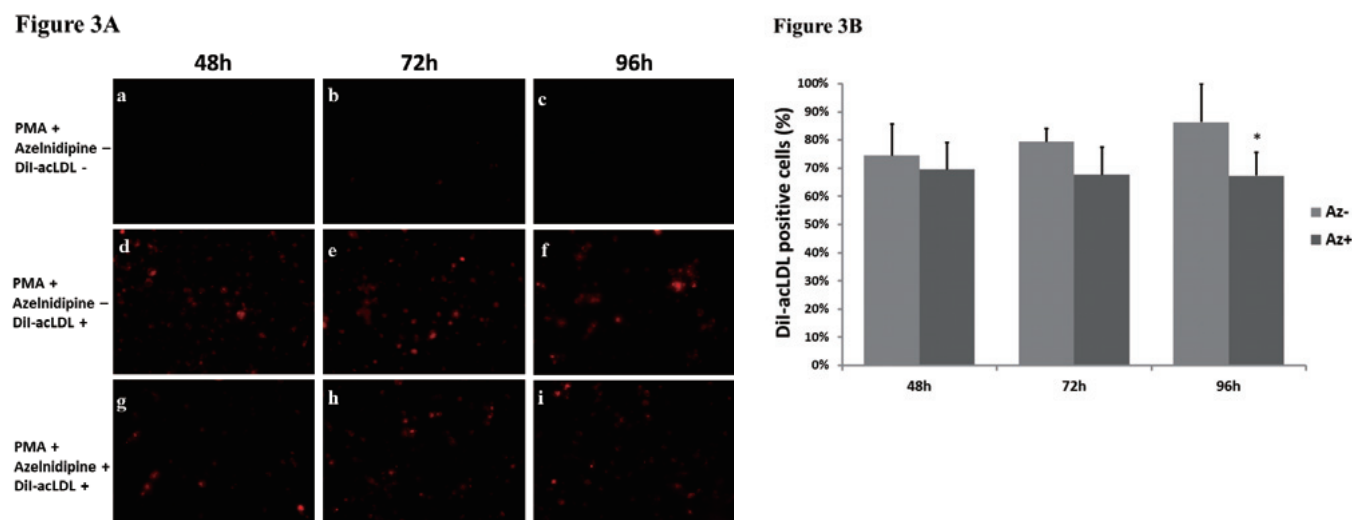 Figure 3A
48h 72h 96h
a b c
PMA +
Azelnidipine –
DiI-acLDL -
d e f
PMA +
Azelnidipine –
DiI-acLDL +
g h i
PMA +
Azelnidipine +
DiI-acLDL +
Figure 3B
DiI-acLDL positive cells (%)
100%
90%
80%
70%
60%
50%
40%
30%
20%
10%
0%
*
48h 72h 96h
Az-
Az+